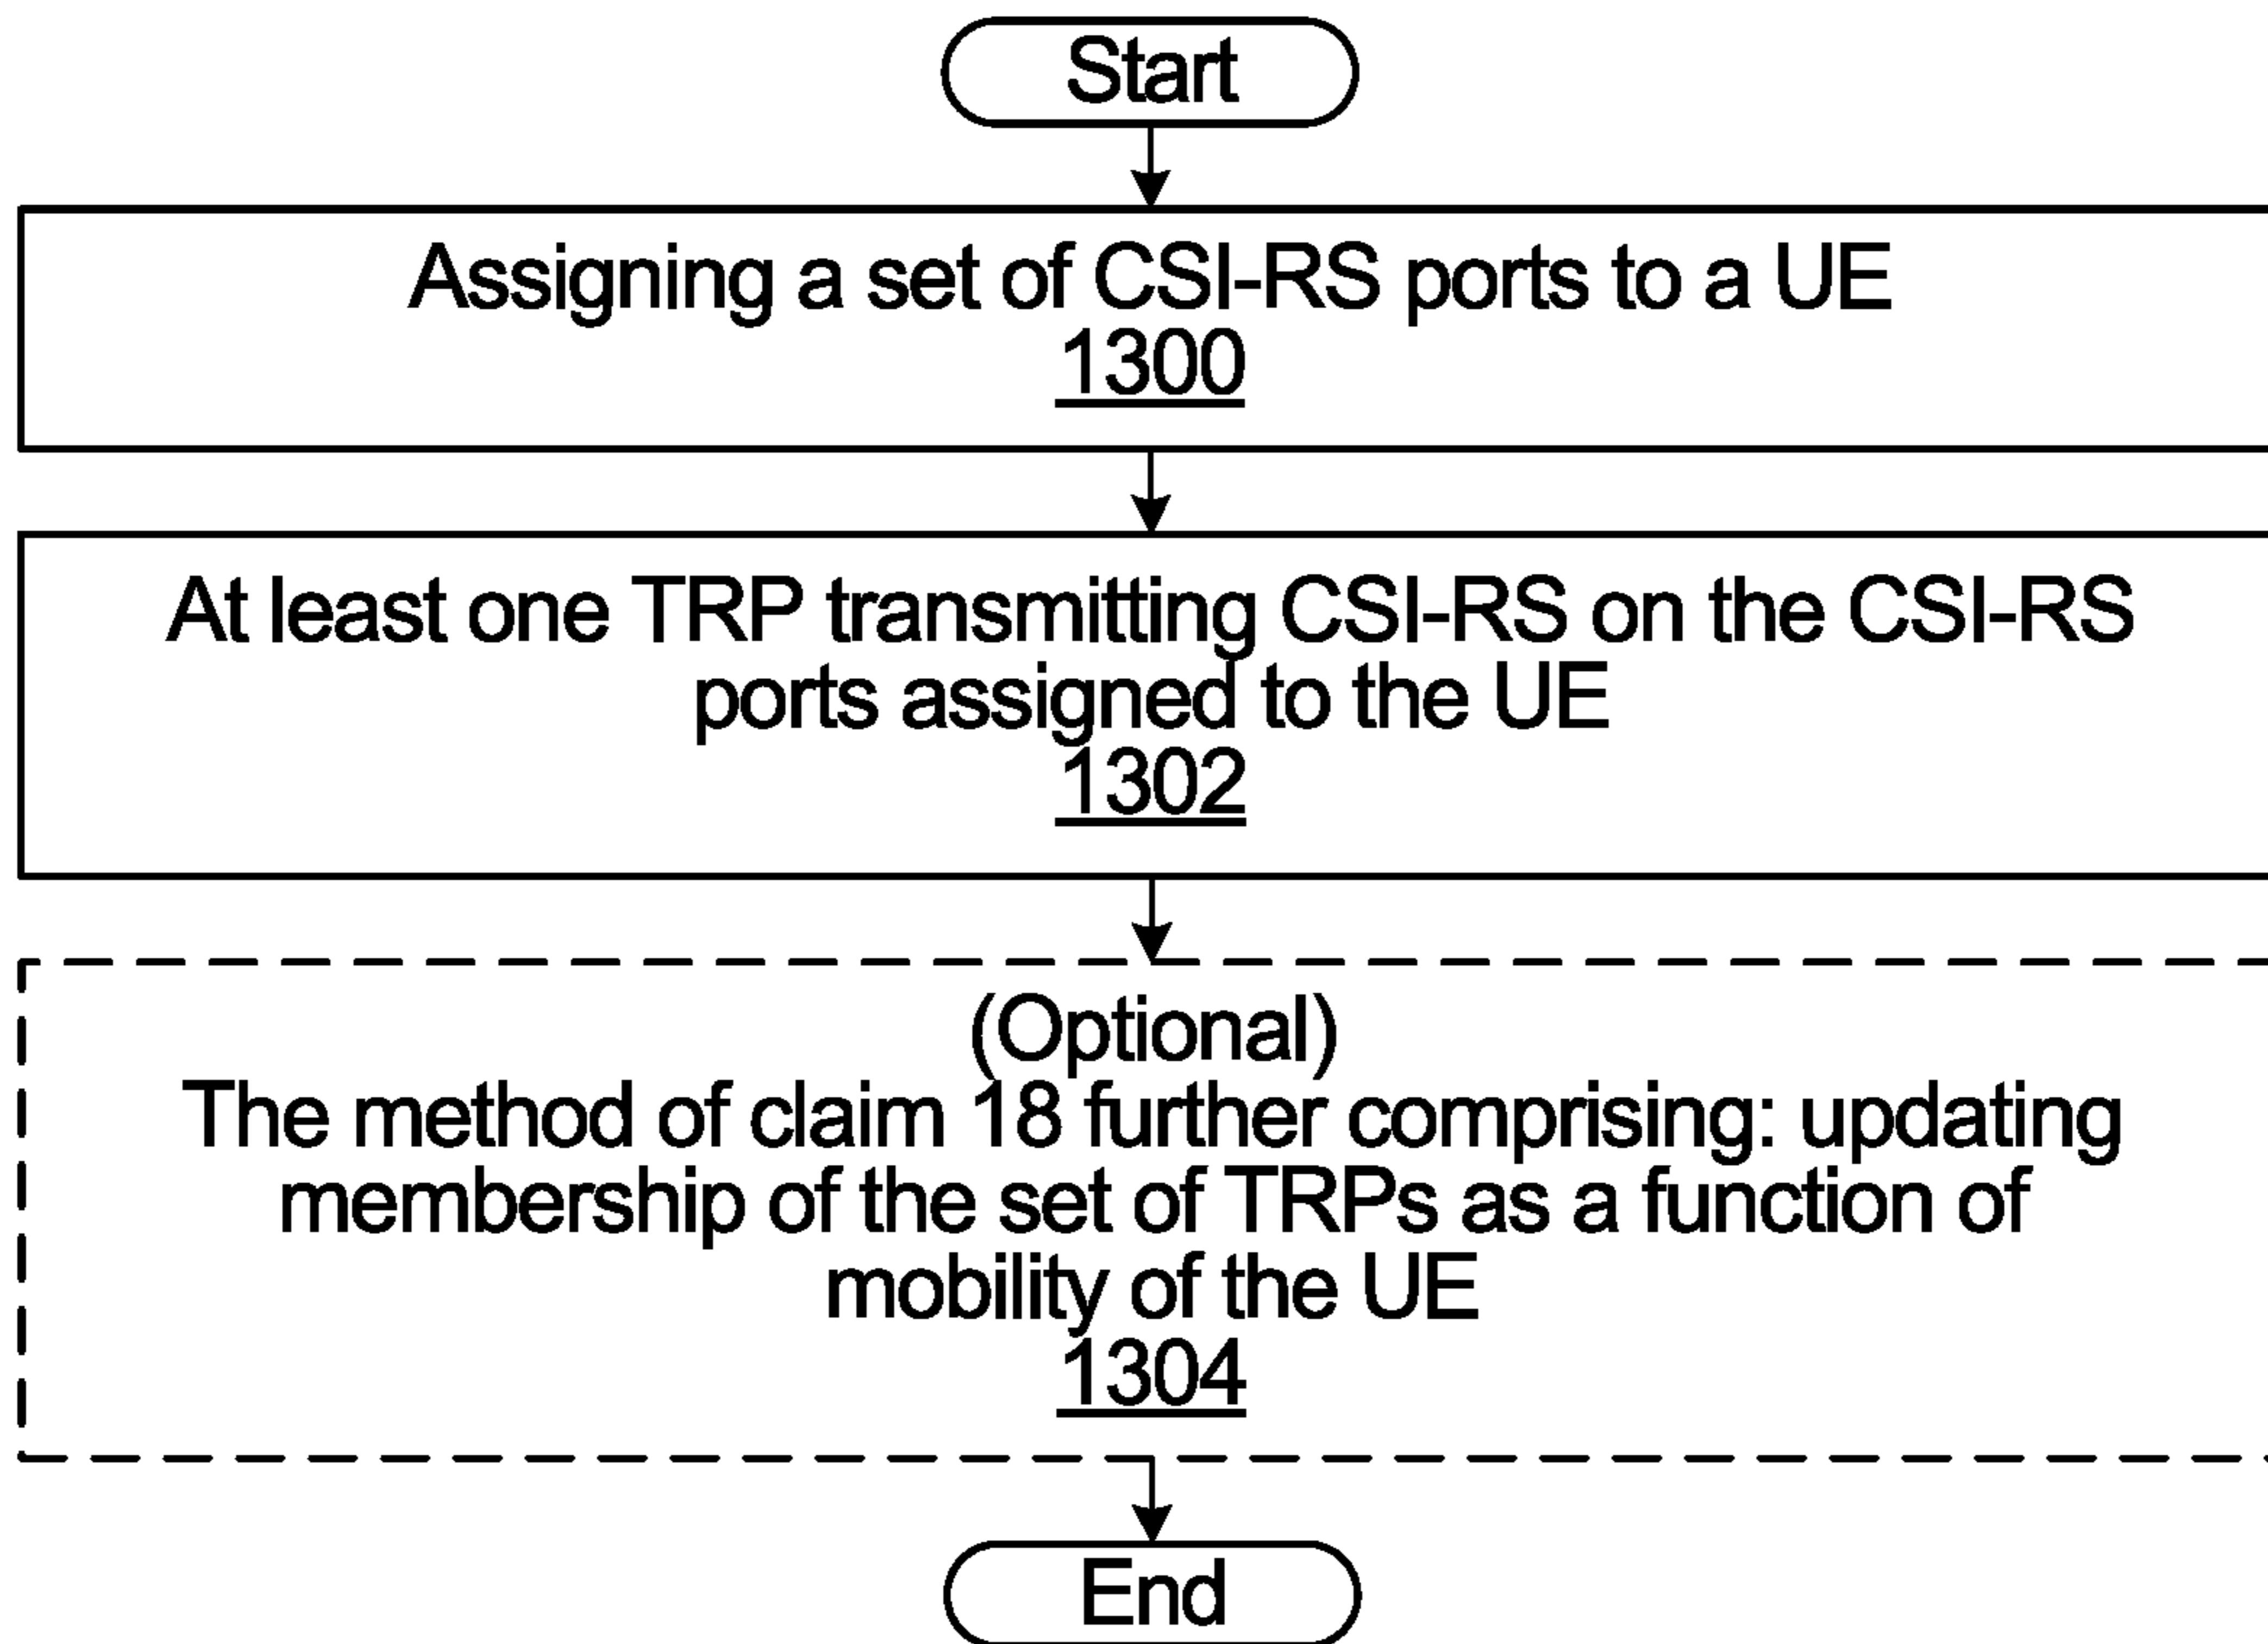 Start
Assigning a set of CSI-RS ports to a UE
1300
At least one TRP transmitting CSI-RS on the CSI-RS
ports assigned to the UE
1302
(Optional)
The method of claim 18 further comprising: updating
membership of the set of TRPs as a function of
mobility of the UE
1304
End